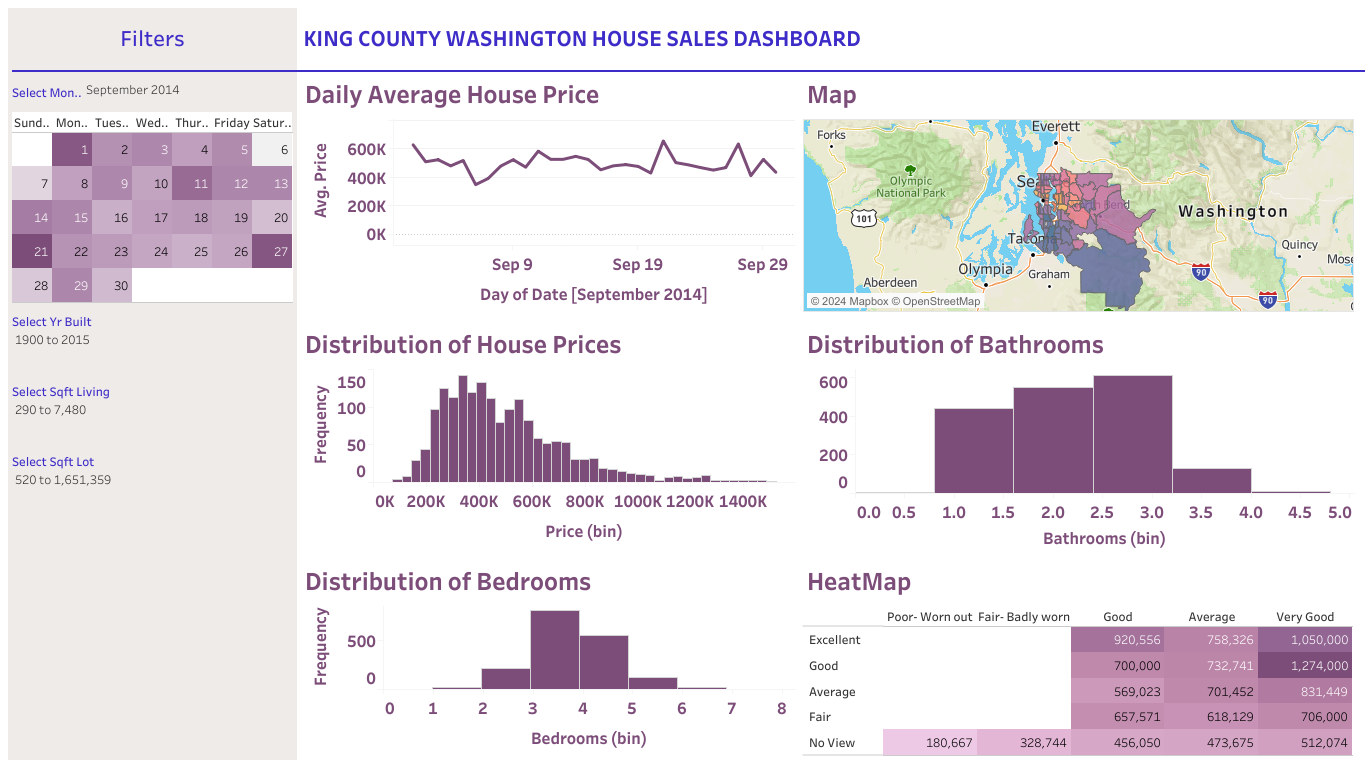 Filters
KING COUNTY WASHINGTON HOUSE SALES DASHBOARD
Select Mon.. September 2014
Sund.. Mon.. Tues.. Wed.. Thur.. Friday Satur..
1 2 3 4 5 6
7 8 9 10 11 12 13
14 15 16 17 18 19 20
21 22 23 24 25 26 27
28 29 30
Select Yr Built
1900 to 2015
Select Sqft Living
290 to 7,480
Select Sqft Lot
520 to 1,651,359
Daily Average House Price
Avg. Price
600K
400K
200K
0K
Sep 9 Sep 19 Sep 29
Day of Date [September 2014]
Map
Forks
Everett
Olympic
National Park
101
Washington
Tacoma
Olympia
Graham
Quincy
Aberdeen
90
90
© 2024 Mapbox © OpenStreetMap
Distribution of House Prices
Frequency
150
100
50
0
0K 200K 400K 600K 800K 1000K 1200K 1400K
Price (bin)
Distribution of Bathrooms
600
400
200
0
0.0 0.5 1.0 1.5 2.0 2.5 3.0 3.5 4.0 4.5 5.0
Bathrooms (bin)
Distribution of Bedrooms
Frequency
500
0
0 1 2 3 4 5 6 7 8
Bedrooms (bin)
HeatMap
Poor- Worn out Fair- Badly worn Good Average Very Good
Excellent 920,556 758,326 1,050,000
Good 700,000 732,741 1,274,000
Average 569,023 701,452 831,449
Fair 657,571 618,129 706,000
No View 180,667 328,744 456,050 473,675 512,074